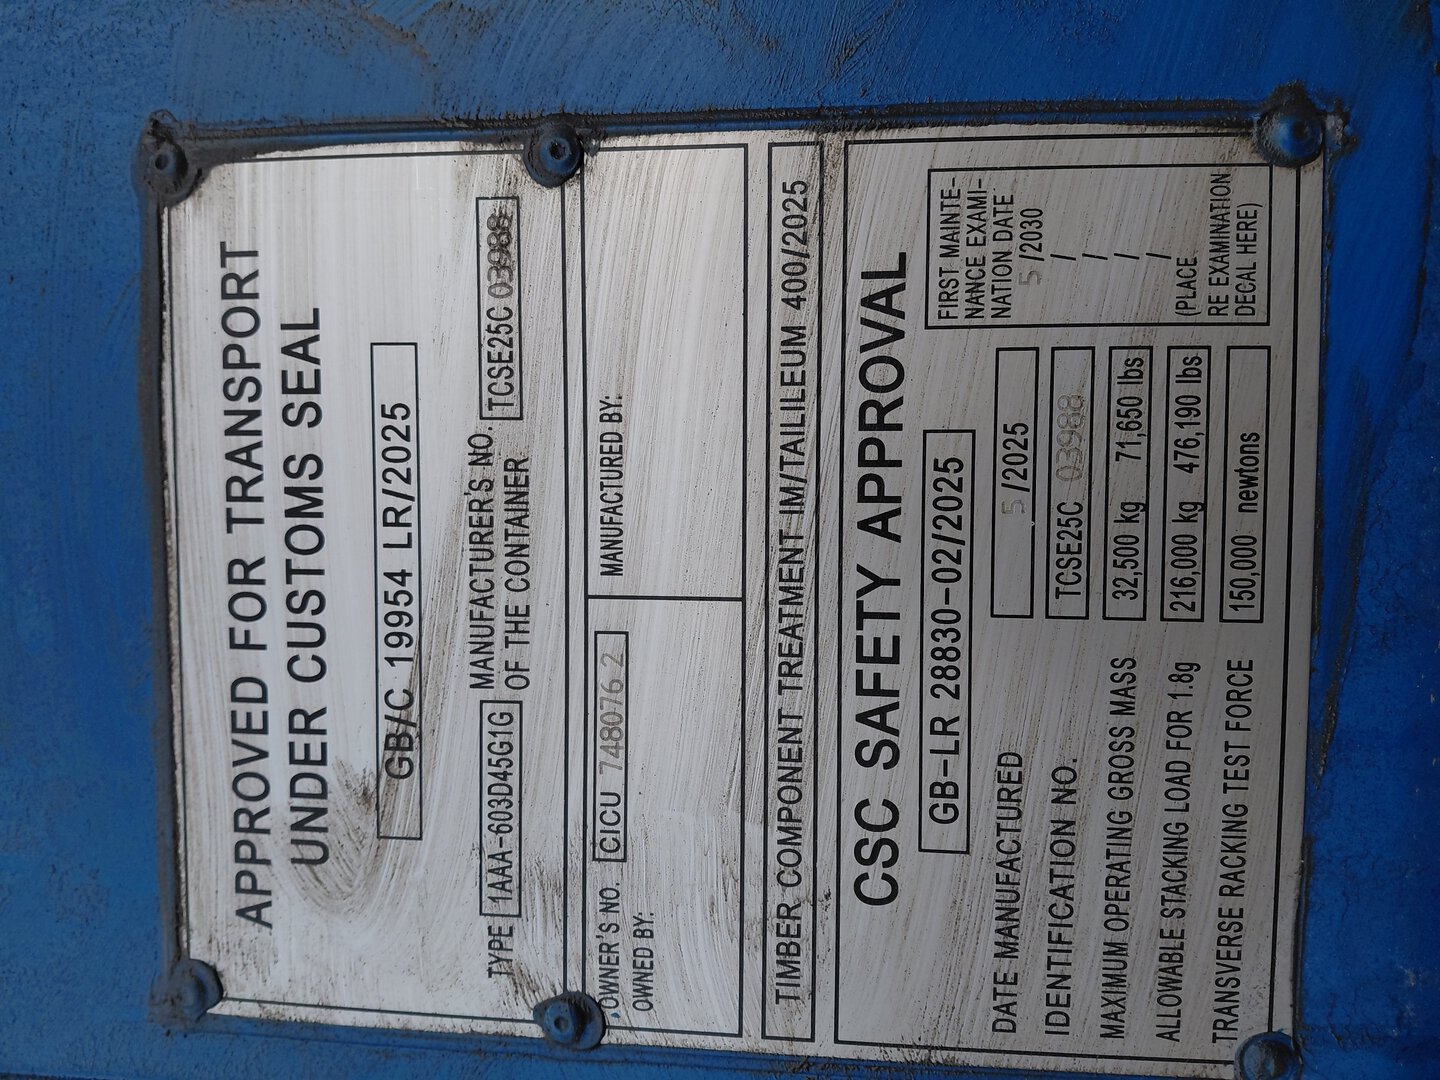 APPROVED FOR TRANSPORT
UNDER CUSTOMS SEAL
GB/C 19954 LR/2025
TYPE 1AAA-603D45G1G MANUFACTURER'S NO. OF THE CONTAINER TCSE25C 03988
OWNER'S NO. CICU 748076 2
OWNED BY:
MANUFACTURED BY:
TIMBER COMPONENT TREATMENT IM/TAILILEUM 400/2025
CSC SAFETY APPROVAL
GB-LR 28830-02/2025
DATE MANUFACTURED 5 /2025
IDENTIFICATION NO. TCSE25C 03988
MAXIMUM OPERATING GROSS MASS 32,500 kg 71,650 lbs
ALLOWABLE STACKING LOAD FOR 1.8g 216,000 kg 476,190 lbs
TRANSVERSE RACKING TEST FORCE 150,000 newtons
FIRST MAINTE-
NANCE EXAMI-
NATION DATE
5 /2030
/
/
/
/
(PLACE
RE EXAMINATION
DECAL HERE)